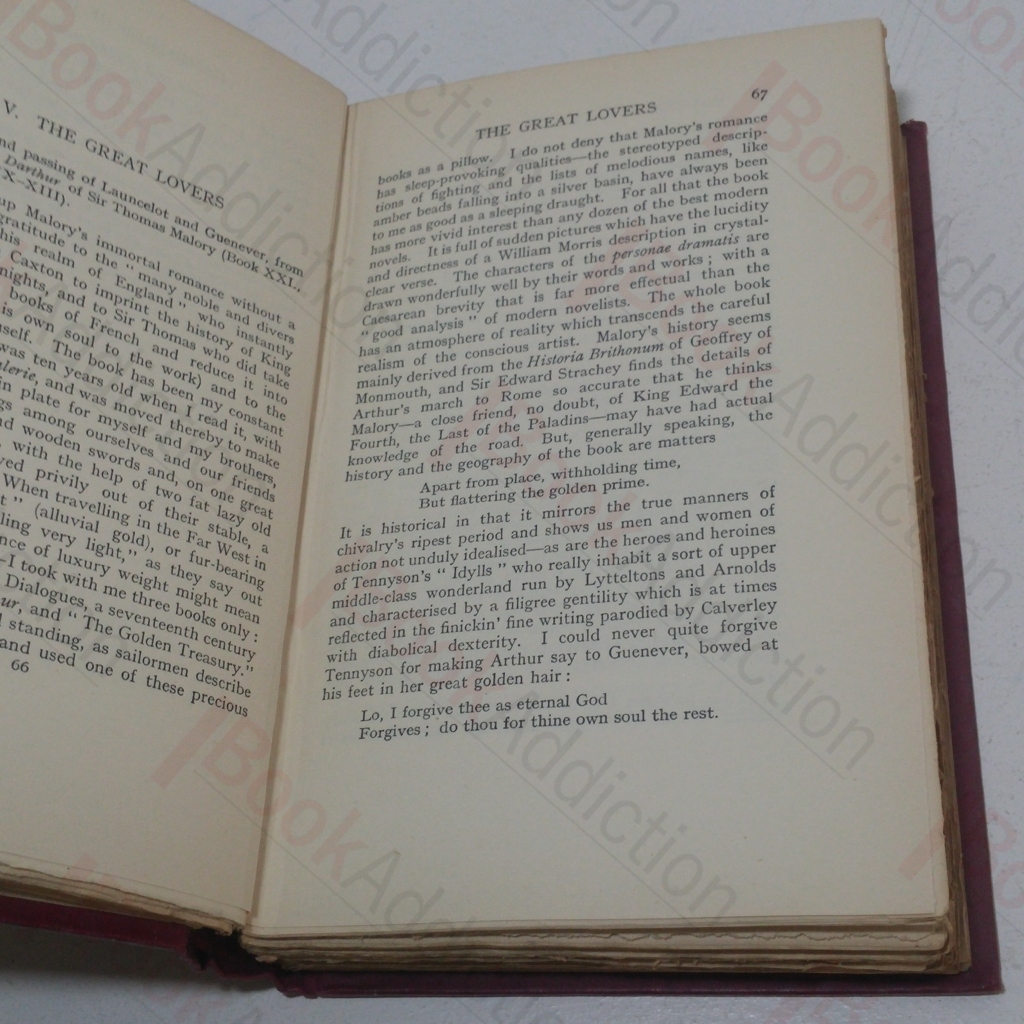 V. THE GREAT LOVERS
nd passing of Launcelot and Guenever, from
Darthur of Sir Thomas Malory (Book XXI.,
X-XIII).
up Malory's immortal romance without a
gratitude to the " many noble and divers
his realm of England " who instantly
Caxton to imprint the history of King
nights, and to Sir Thomas who did take
books of French and reduce it into
is own soul to the work) and to the
self. The book has been my constant
was ten years old when I read it, with
lerie, and was moved thereby to make
in plate for myself and my brothers,
gs among ourselves and our friends
nd wooden swords and, on one great
with the help of two fat lazy old
ved privily out of their stable, a
When travelling in the Far West in
t " (alluvial gold), or fur-bearing
ling very light," as they say out
nce of luxury weight might mean
—I took with me three books only :
Dialogues, a seventeenth century
ur, and " The Golden Treasury."
standing, as sailormen describe
and used one of these precious
66
THE GREAT LOVERS 67
books as a pillow. I do not deny that Malory's romance
has sleep-provoking qualities—the stereotyped descrip-
tions of fighting and the lists of melodious names, like
amber beads falling into a silver basin, have always been
to me as good as a sleeping draught. For all that the book
has more vivid interest than any dozen of the best modern
novels. It is full of sudden pictures which have the lucidity
and directness of a William Morris description in crystal-
clear verse. The characters of the personae dramatis are
drawn wonderfully well by their words and works ; with a
Caesarean brevity that is far more effectual than the
" good analysis " of modern novelists. The whole book
has an atmosphere of reality which transcends the careful
realism of the conscious artist. Malory's history seems
mainly derived from the Historia Brithonum of Geoffrey of
Monmouth, and Sir Edward Strachey finds the details of
Arthur's march to Rome so accurate that he thinks
Malory—a close friend, no doubt, of King Edward the
Fourth, the Last of the Paladins—may have had actual
knowledge of the road. But, generally speaking, the
history and the geography of the book are matters
Apart from place, withholding time,
But flattering the golden prime.
It is historical in that it mirrors the true manners of
chivalry's ripest period and shows us men and women of
action not unduly idealised—as are the heroes and heroines
of Tennyson's " Idylls " who really inhabit a sort of upper
middle-class wonderland run by Lytteltons and Arnolds
and characterised by a filigree gentility which is at times
reflected in the finickin' fine writing parodied by Calverley
with diabolical dexterity. I could never quite forgive
Tennyson for making Arthur say to Guenever, bowed at
his feet in her great golden hair :
Lo, I forgive thee as eternal God
Forgives ; do thou for thine own soul the rest.
BookAddiction